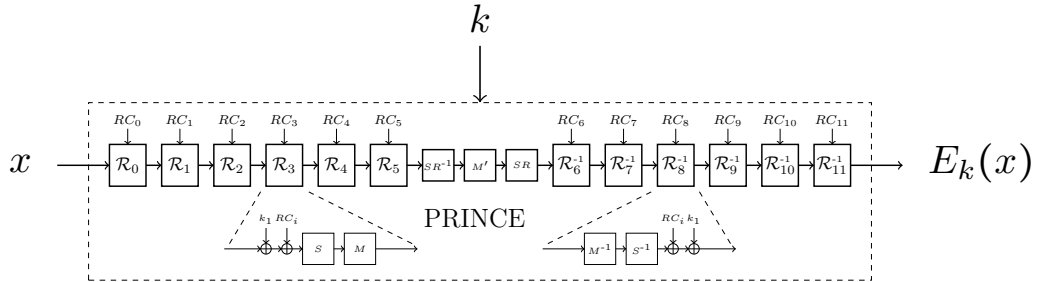 k
RC₀ RC₁ RC₂ RC₃ RC₄ RC₅ RC₆ RC₇ RC₈ RC₉ RC₁₀ RC₁₁
x R₀ R₁ R₂ R₃ R₄ R₅ SR⁻¹ M′ SR R₆⁻¹ R₇⁻¹ R₈⁻¹ R₉⁻¹ R₁₀⁻¹ R₁₁⁻¹ Eₖ(x)
PRINCE
k₁ RCᵢ RCᵢ k₁
S M M⁻¹ S⁻¹